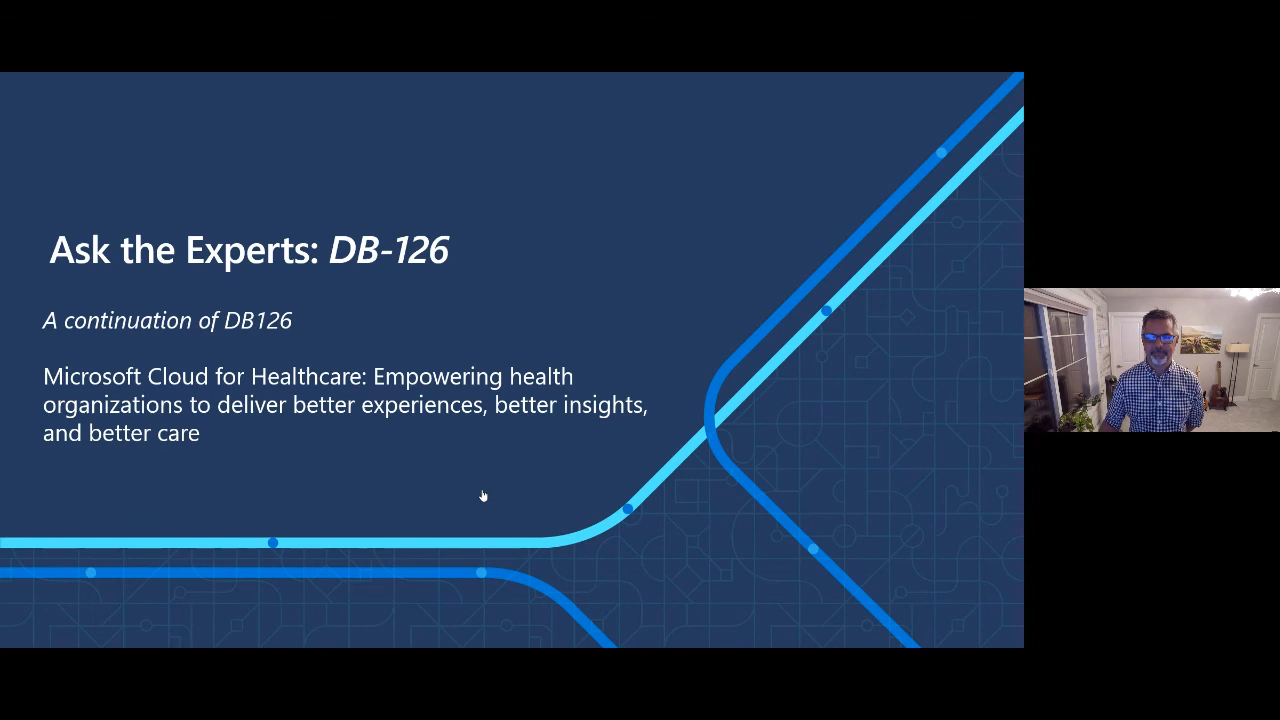 Ask the Experts: DB-126
A continuation of DB126
Microsoft Cloud for Healthcare: Empowering health
organizations to deliver better experiences, better insights,
and better care